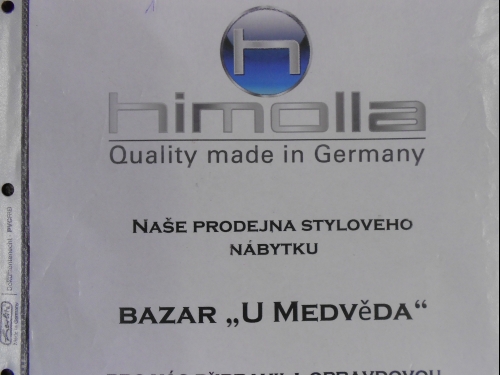 h
himolla
Quality made in Germany
NAŠE PRODEJNA STYLOVEHO
NÁBYTKU
BAZAR „U MEDVěDA“